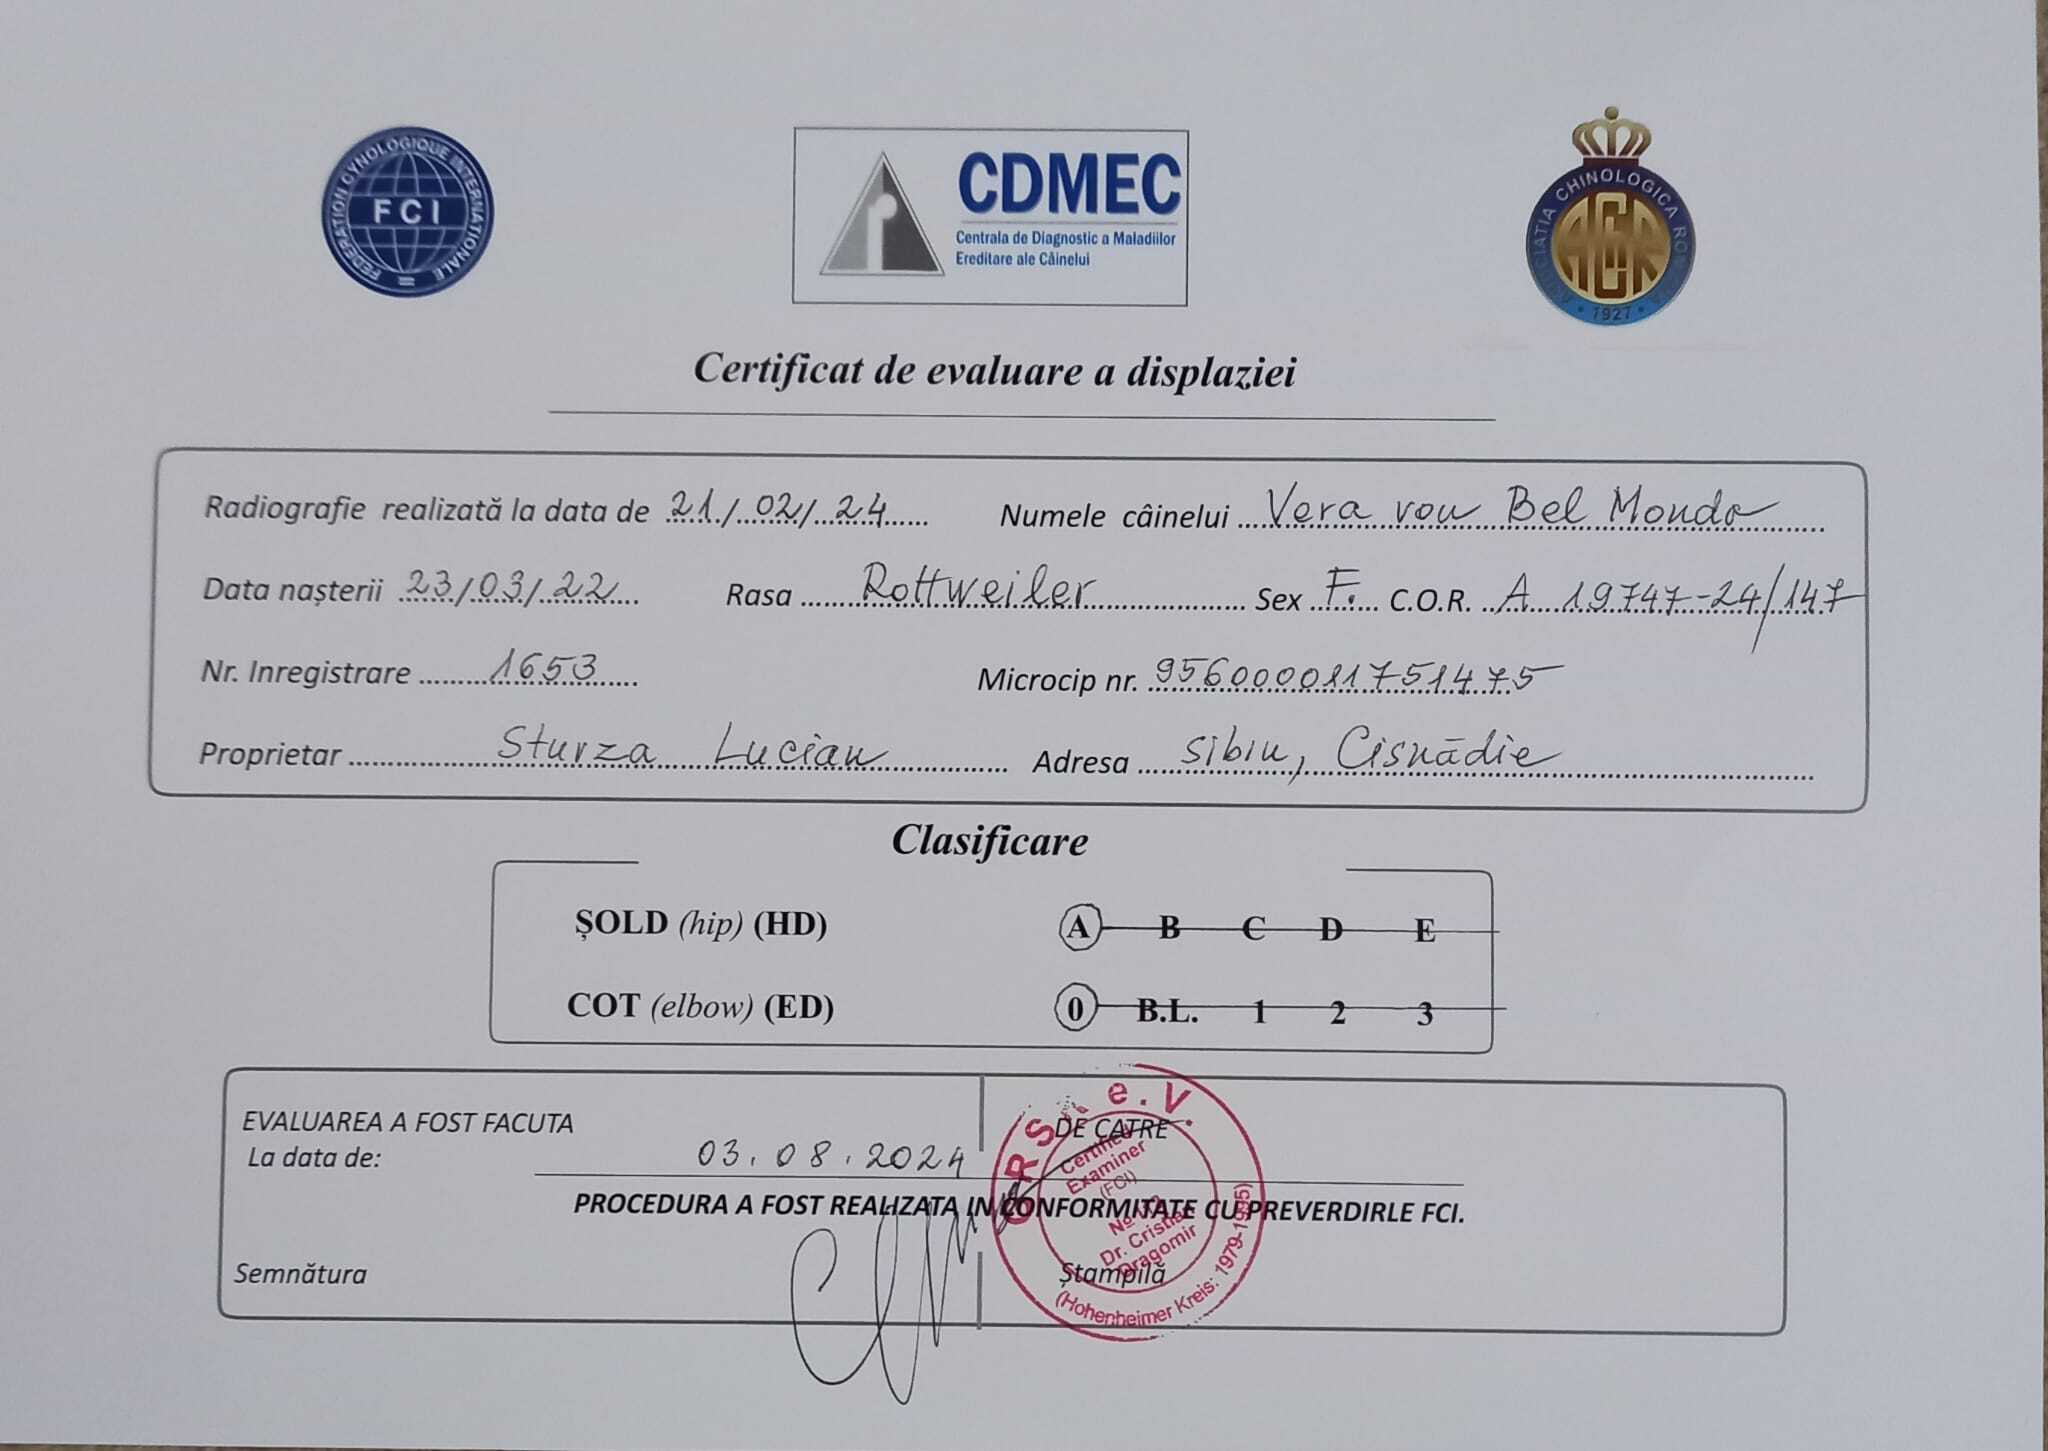 FEDERATION CYNOLOGIQUE INTERNATIONALE
FCI
CDMEC
Centrala de Diagnostic a Maladiilor
Ereditare ale Câinelui
ASOCIATIA CHINOLOGICA ROMANA
AChR
• 1927 •
Certificat de evaluare a displaziei
Radiografie realizată la data de 21/02/24 Numele câinelui Vera von Bel Mondo
Data nașterii 23/03/22 Rasa Rottweiler Sex F. C.O.R. A 19747-24/147
Nr. Inregistrare 1653 Microcip nr. 956000011751475
Proprietar Sturza Lucian Adresa Sibiu, Cisnădie
Clasificare
ȘOLD (hip) (HD) A B C D E
COT (elbow) (ED) 0 B.L. 1 2 3
EVALUAREA A FOST FACUTA DE CATRE
La data de: 03.08.2024
PROCEDURA A FOST REALIZATA IN CONFORMITATE CU PREVERDIRLE FCI.
Semnătura Ștampilă
GRSK e.V.
Certified
Examiner
(FCI)
Dr. Cristian
Dragomir
(Hohenheimer Kreis: 1979-1995)